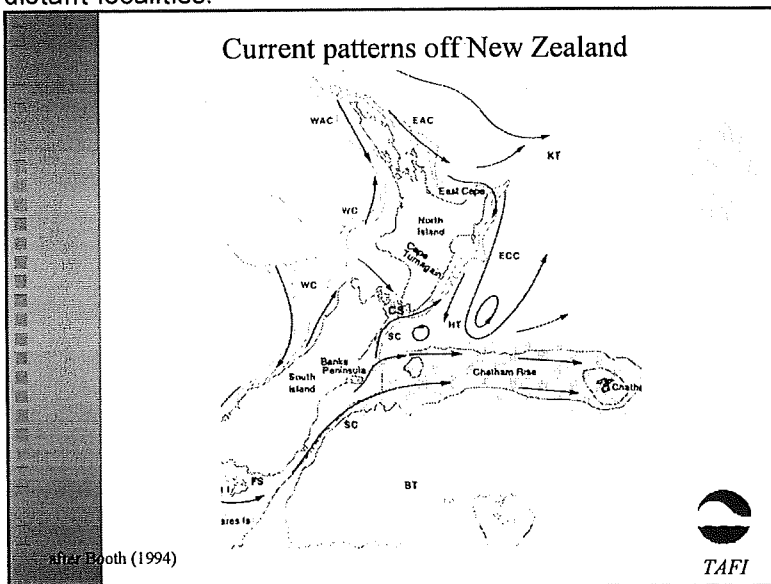 distant localities.
Current patterns off New Zealand
WAC
EAC
KT
East Cape
WC
North
Island
Cape
Turnagain
ECC
WC
CS
HT
SC
Banks
Peninsula
South
Island
Chatham Rise
SC
FS
BT
after Booth (1994)
TAFI